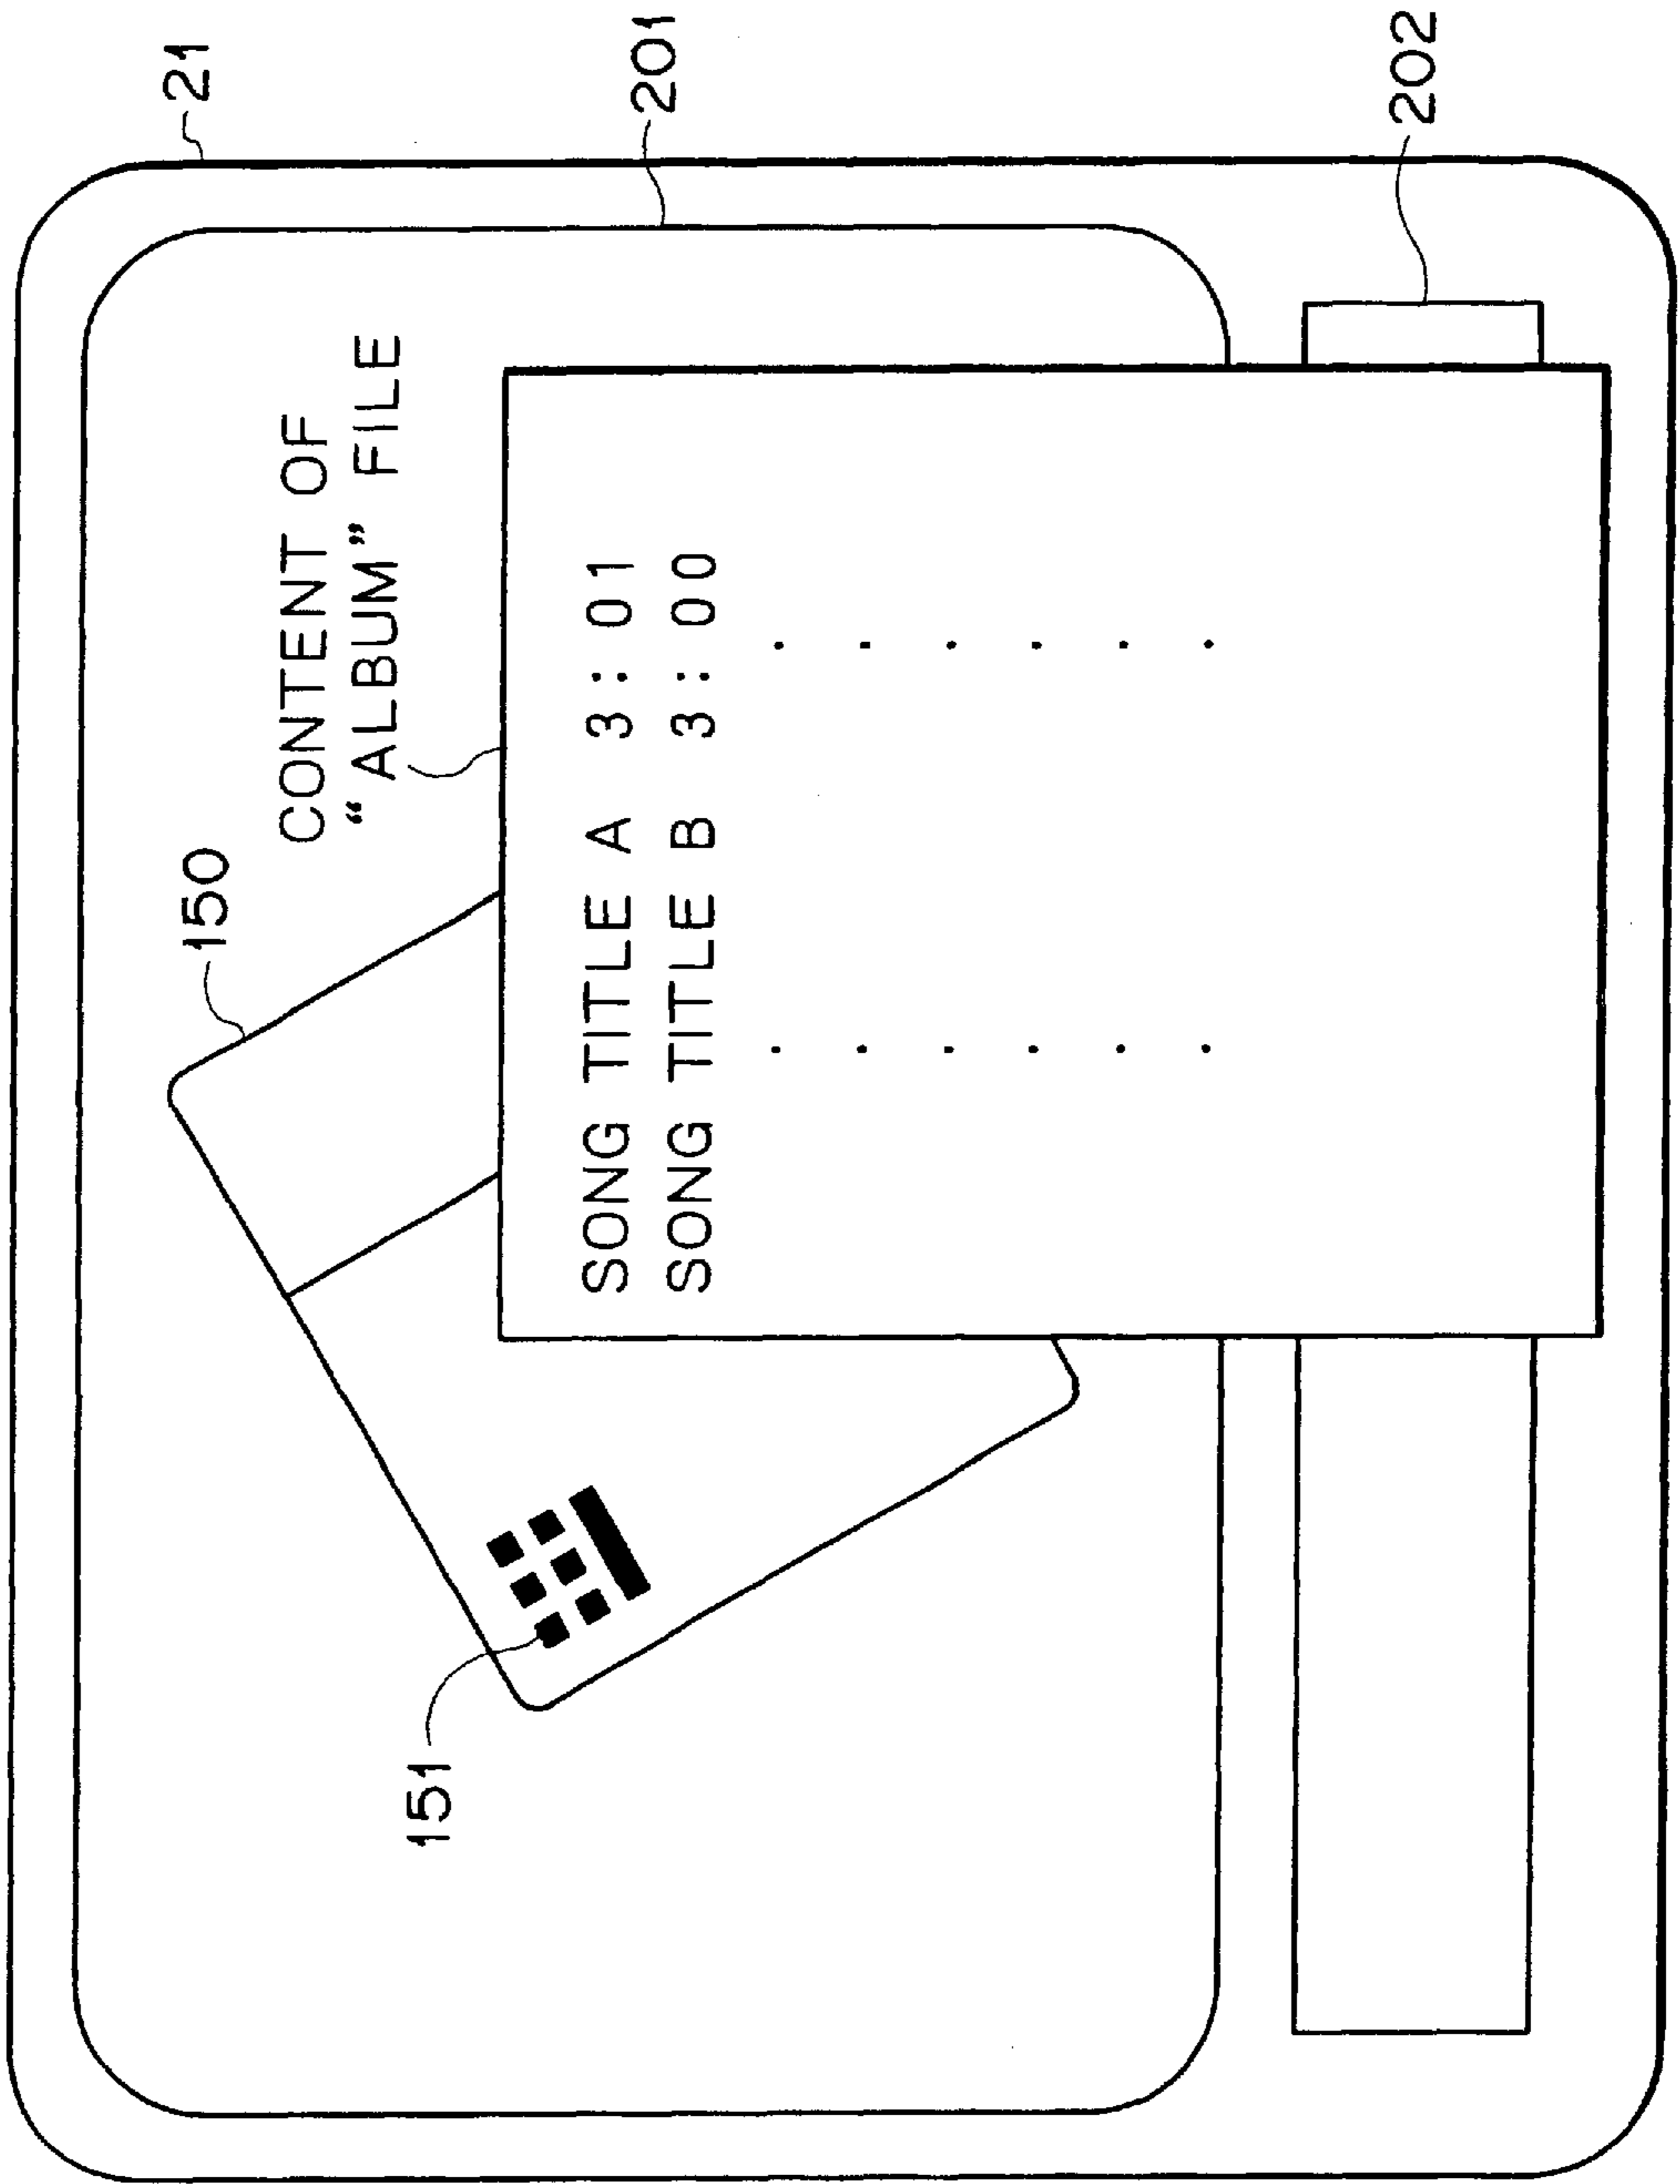 21
201
202
150
CONTENT OF
“ALBUM” FILE
151
SONG TITLE A 3:01
SONG TITLE B 3:00
. .
. .
. .
. .
. .
. .